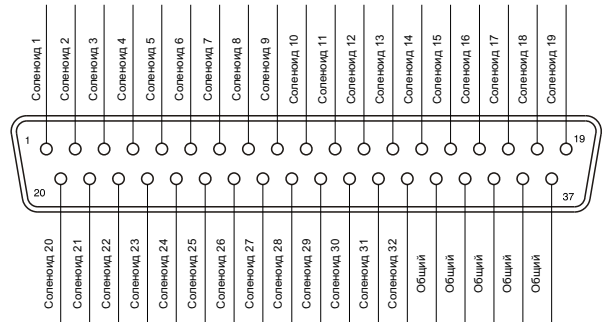 Соленоид 1
Соленоид 2
Соленоид 3
Соленоид 4
Соленоид 5
Соленоид 6
Соленоид 7
Соленоид 8
Соленоид 9
Соленоид 10
Соленоид 11
Соленоид 12
Соленоид 13
Соленоид 14
Соленоид 15
Соленоид 16
Соленоид 17
Соленоид 18
Соленоид 19
1
19
20
37
Соленоид 20
Соленоид 21
Соленоид 22
Соленоид 23
Соленоид 24
Соленоид 25
Соленоид 26
Соленоид 27
Соленоид 28
Соленоид 29
Соленоид 30
Соленоид 31
Соленоид 32
Общий
Общий
Общий
Общий
Общий